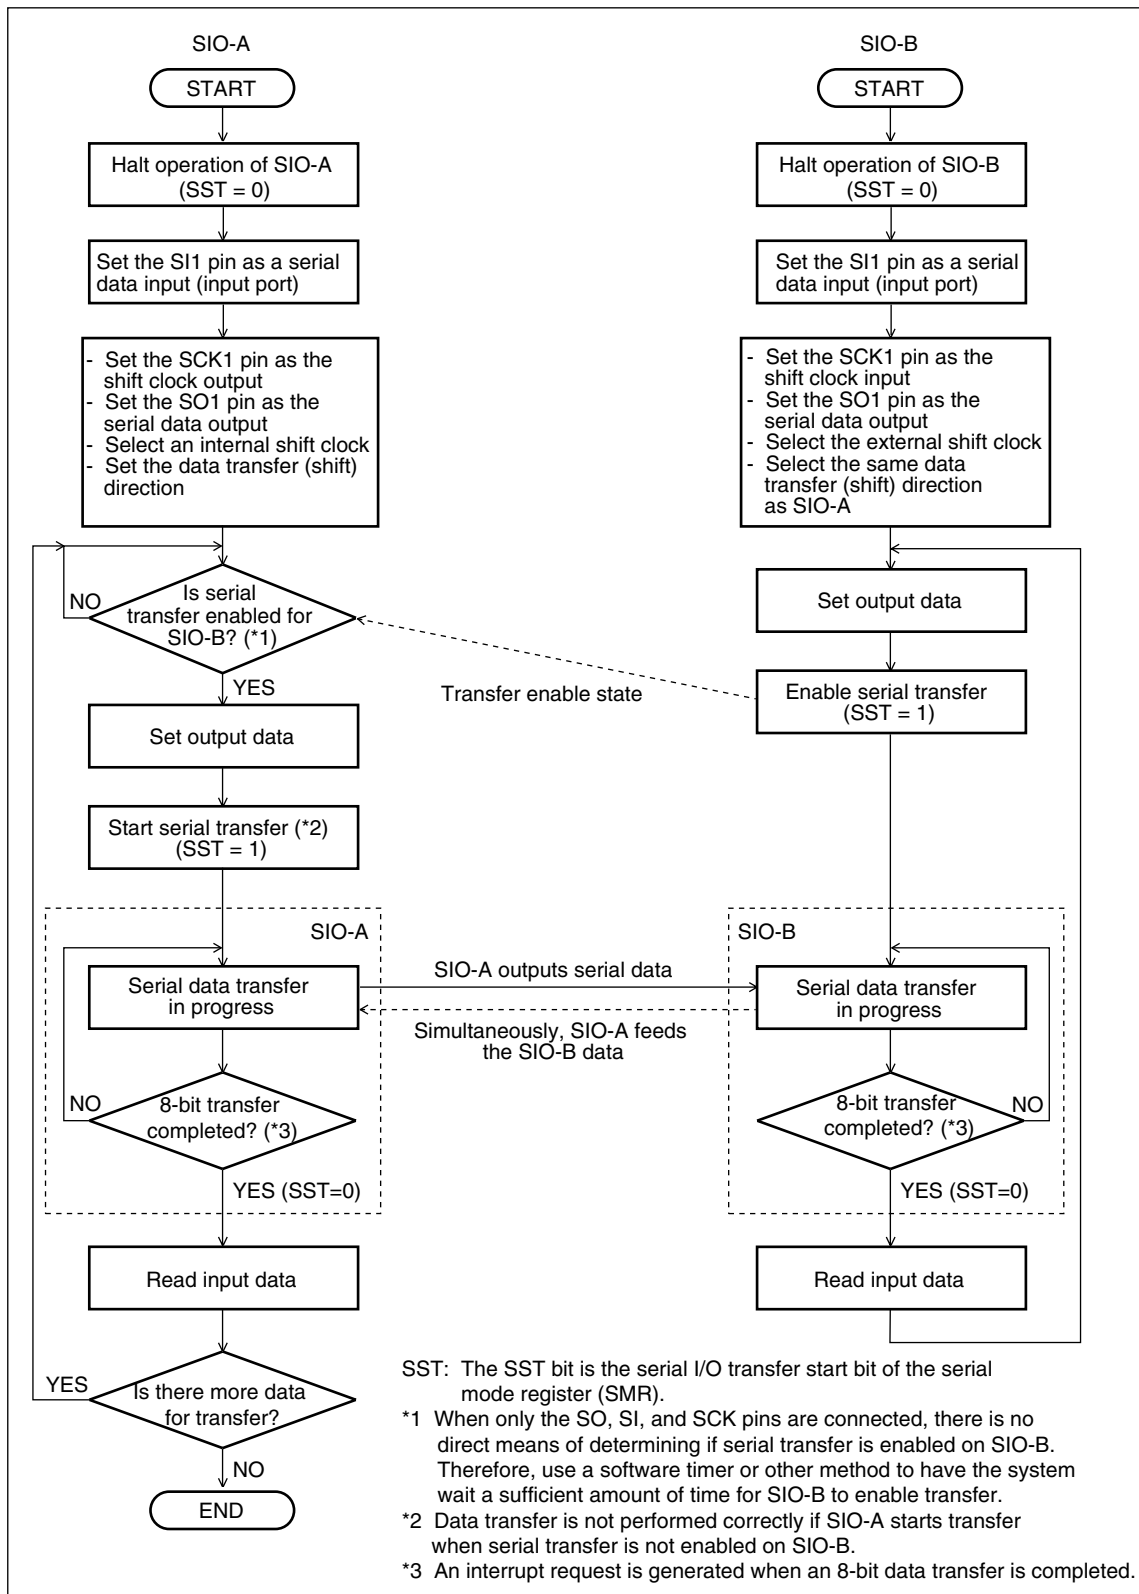 SIO-A
START
Halt operation of SIO-A
(SST = 0)
Set the SI1 pin as a serial
data input (input port)
- Set the SCK1 pin as the
shift clock output
- Set the SO1 pin as the
serial data output
- Select an internal shift clock
- Set the data transfer (shift)
direction
Is serial
transfer enabled for
SIO-B? (*1)
NO
YES
Set output data
Start serial transfer (*2)
(SST = 1)
SIO-A
Serial data transfer
in progress
8-bit transfer
completed? (*3)
NO
YES (SST=0)
Read input data
Is there more data
for transfer?
YES
NO
END
Transfer enable state
SIO-A outputs serial data
Simultaneously, SIO-A feeds
the SIO-B data
SIO-B
START
Halt operation of SIO-B
(SST = 0)
Set the SI1 pin as a serial
data input (input port)
- Set the SCK1 pin as the
shift clock input
- Set the SO1 pin as the
serial data output
- Select the external shift clock
- Select the same data
transfer (shift) direction
as SIO-A
Set output data
Enable serial transfer
(SST = 1)
SIO-B
Serial data transfer
in progress
8-bit transfer
completed? (*3)
NO
YES (SST=0)
Read input data
SST: The SST bit is the serial I/O transfer start bit of the serial
mode register (SMR).
*1 When only the SO, SI, and SCK pins are connected, there is no
direct means of determining if serial transfer is enabled on SIO-B.
Therefore, use a software timer or other method to have the system
wait a sufficient amount of time for SIO-B to enable transfer.
*2 Data transfer is not performed correctly if SIO-A starts transfer
when serial transfer is not enabled on SIO-B.
*3 An interrupt request is generated when an 8-bit data transfer is completed.